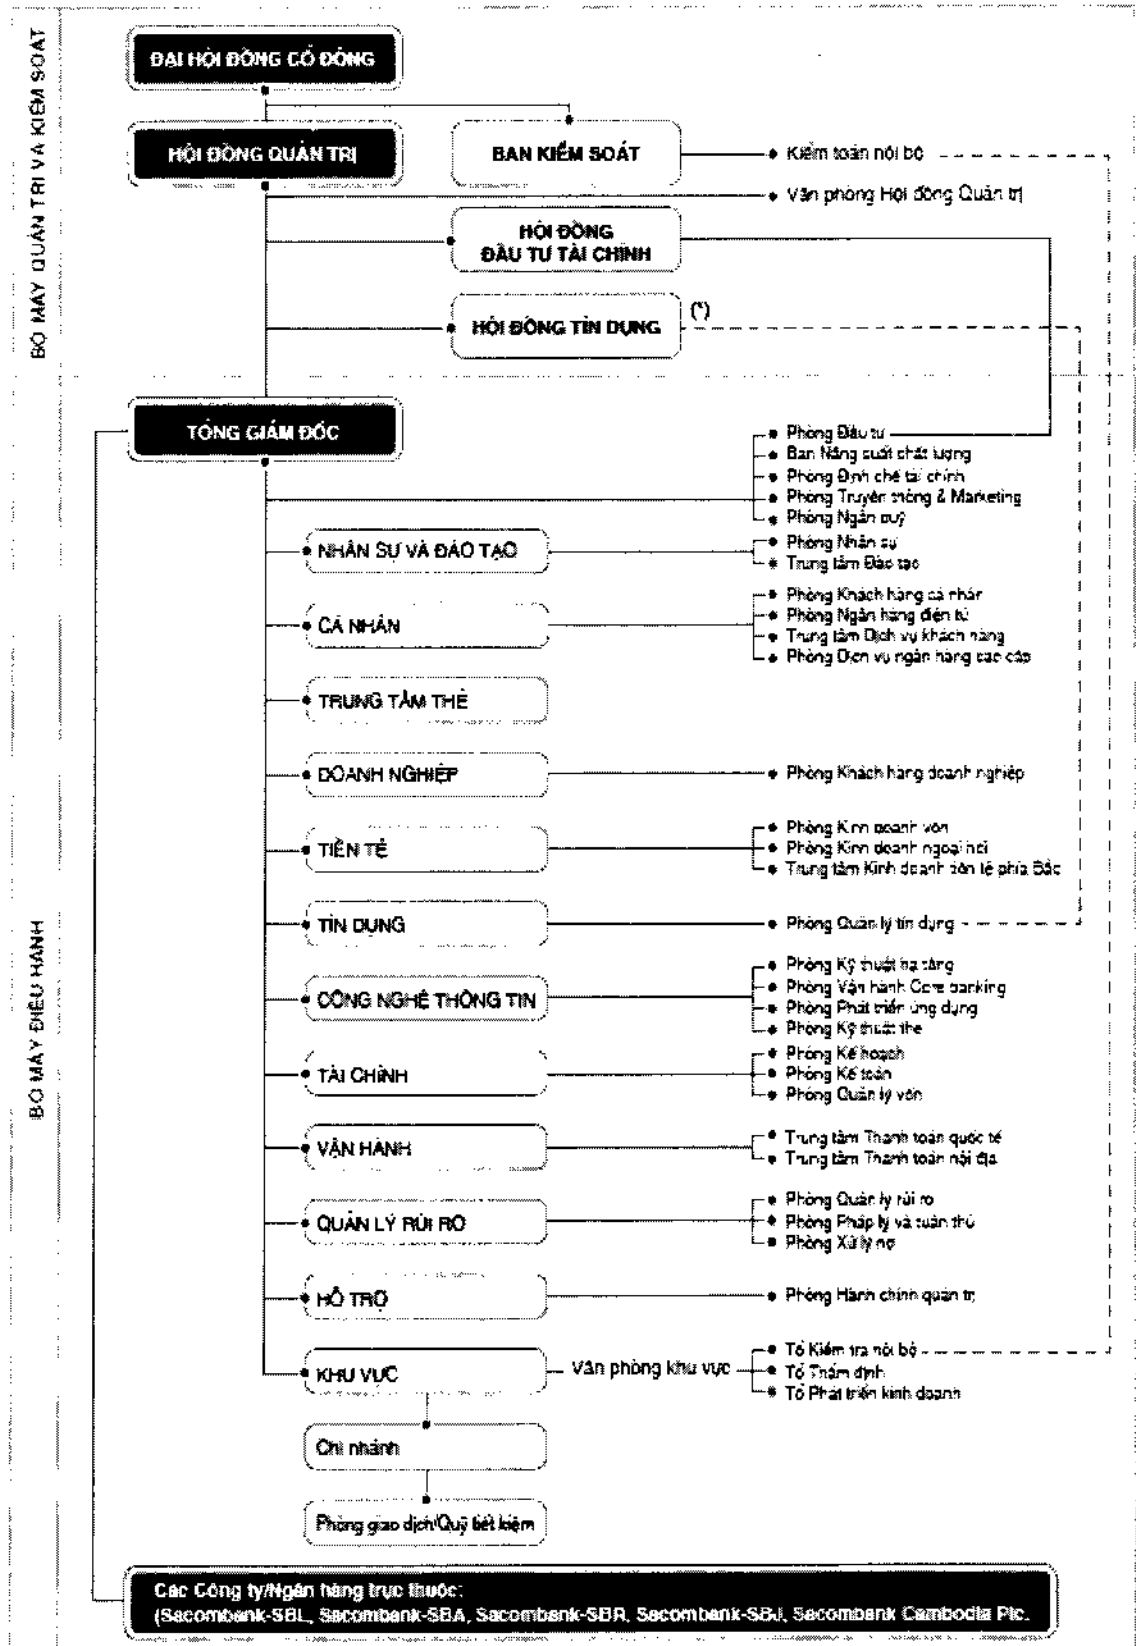 BỘ MÁY QUẢN TRỊ VÀ KIỂM SOÁT
ĐẠI HỘI ĐỒNG CỔ ĐÔNG
HỘI ĐỒNG QUẢN TRỊ
BAN KIỂM SOÁT
Kiểm toán nội bộ
Văn phòng Hội đồng Quản trị
HỘI ĐỒNG
ĐẦU TƯ TÀI CHÍNH
HỘI ĐỒNG TÍN DỤNG
(*)
BỘ MÁY ĐIỀU HÀNH
TỔNG GIÁM ĐỐC
Phòng Đầu tư
Ban Năng suất chất lượng
Phòng Định chế tài chính
Phòng Truyền thông & Marketing
Phòng Ngân quỹ
NHÂN SỰ VÀ ĐÀO TẠO
Phòng Nhân sự
Trung tâm Đào tạo
CÁ NHÂN
Phòng Khách hàng cá nhân
Phòng Ngân hàng điện tử
Trung tâm Dịch vụ khách hàng
Phòng Dịch vụ ngân hàng cao cấp
TRUNG TÂM THẺ
DOANH NGHIỆP
Phòng Khách hàng doanh nghiệp
TIỀN TỆ
Phòng Kinh doanh vốn
Phòng Kinh doanh ngoại hối
Trung tâm Kinh doanh tiền tệ phía Bắc
TÍN DỤNG
Phòng Quản lý tín dụng
CÔNG NGHỆ THÔNG TIN
Phòng Kỹ thuật hạ tầng
Phòng Vận hành Core banking
Phòng Phát triển ứng dụng
Phòng Kỹ thuật thẻ
TÀI CHÍNH
Phòng Kế hoạch
Phòng Kế toán
Phòng Quản lý vốn
VẬN HÀNH
Trung tâm Thanh toán quốc tế
Trung tâm Thanh toán nội địa
QUẢN LÝ RỦI RO
Phòng Quản lý rủi ro
Phòng Pháp lý và tuân thủ
Phòng Xử lý nợ
HỖ TRỢ
Phòng Hành chính quản trị
KHU VỰC
Văn phòng khu vực
Tổ Kiểm tra nội bộ
Tổ Thẩm định
Tổ Phát triển kinh doanh
Chi nhánh
Phòng giao dịch/Quỹ tiết kiệm
Các Công ty/Ngân hàng trực thuộc:
(Sacombank-SBL, Sacombank-SBA, Sacombank-SBR, Sacombank-SBJ, Sacombank Cambodia Plc.